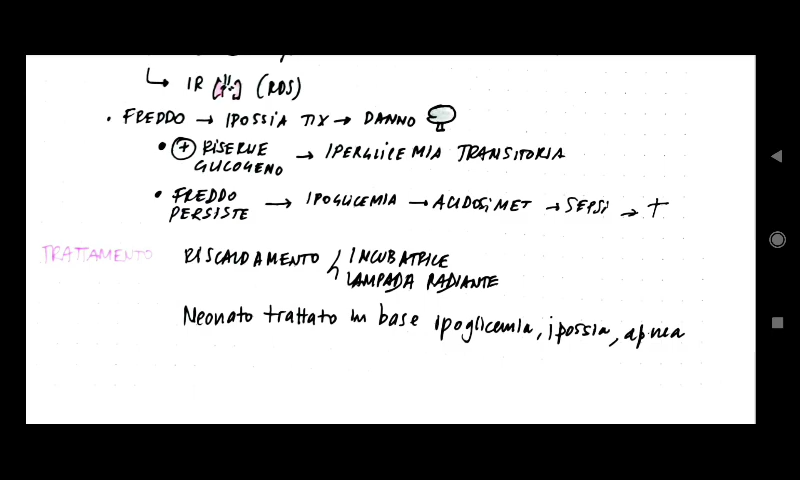 ↳ IR (RDS)
• FREDDO → IPOSSIA TIX → DANNO
• (+) RISERVE → IPERGLICEMIA TRANSITORIA
GLICOGENO
• FREDDO → IPOGLICEMIA → ACIDOSI MET → SEPSI → †
PERSISTE
TRATTAMENTO RISCALDAMENTO INCUBATRICE
LAMPADA RADIANTE
Neonato trattato in base ipoglicemia, ipossia, apnea